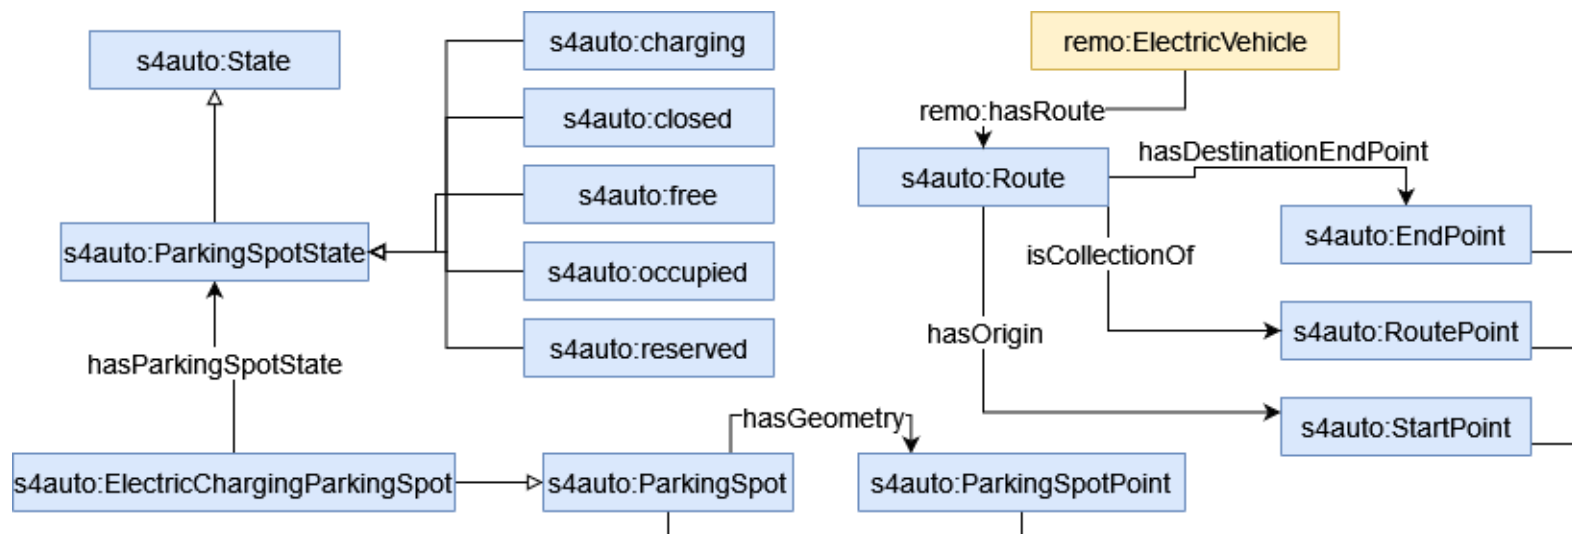 s4auto:State
s4auto:charging
remo:ElectricVehicle
s4auto:closed
remo:hasRoute
hasDestinationEndPoint
s4auto:free
s4auto:Route
s4auto:ParkingSpotState
s4auto:EndPoint
isCollectionOf
s4auto:occupied
hasOrigin
s4auto:RoutePoint
s4auto:reserved
hasParkingSpotState
hasGeometry
s4auto:StartPoint
s4auto:ElectricChargingParkingSpot
s4auto:ParkingSpot
s4auto:ParkingSpotPoint